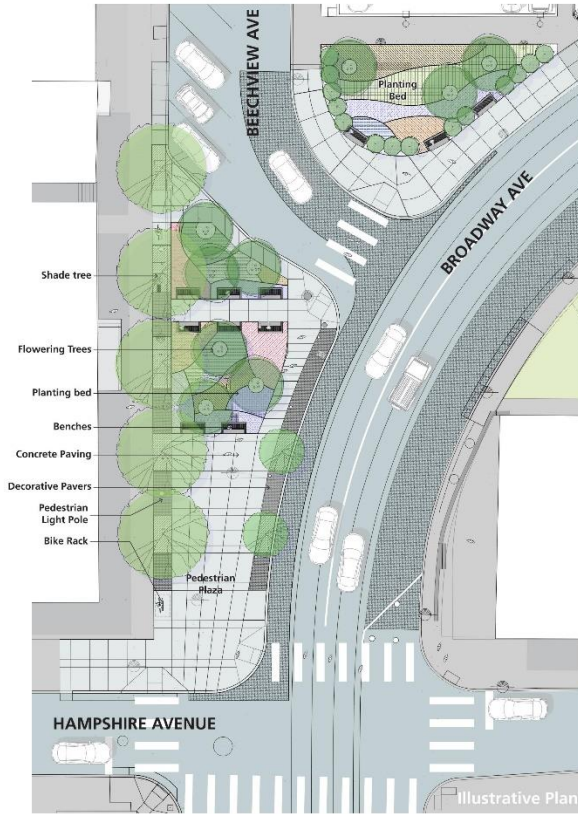 BEECHVIEW AVE
Planting
Bed
BROADWAY AVE
Shade tree
Flowering Trees
Planting bed
Benches
Concrete Paving
Decorative Pavers
Pedestrian
Light Pole
Bike Rack
Pedestrian
Plaza
HAMPSHIRE AVENUE
Illustrative Plan